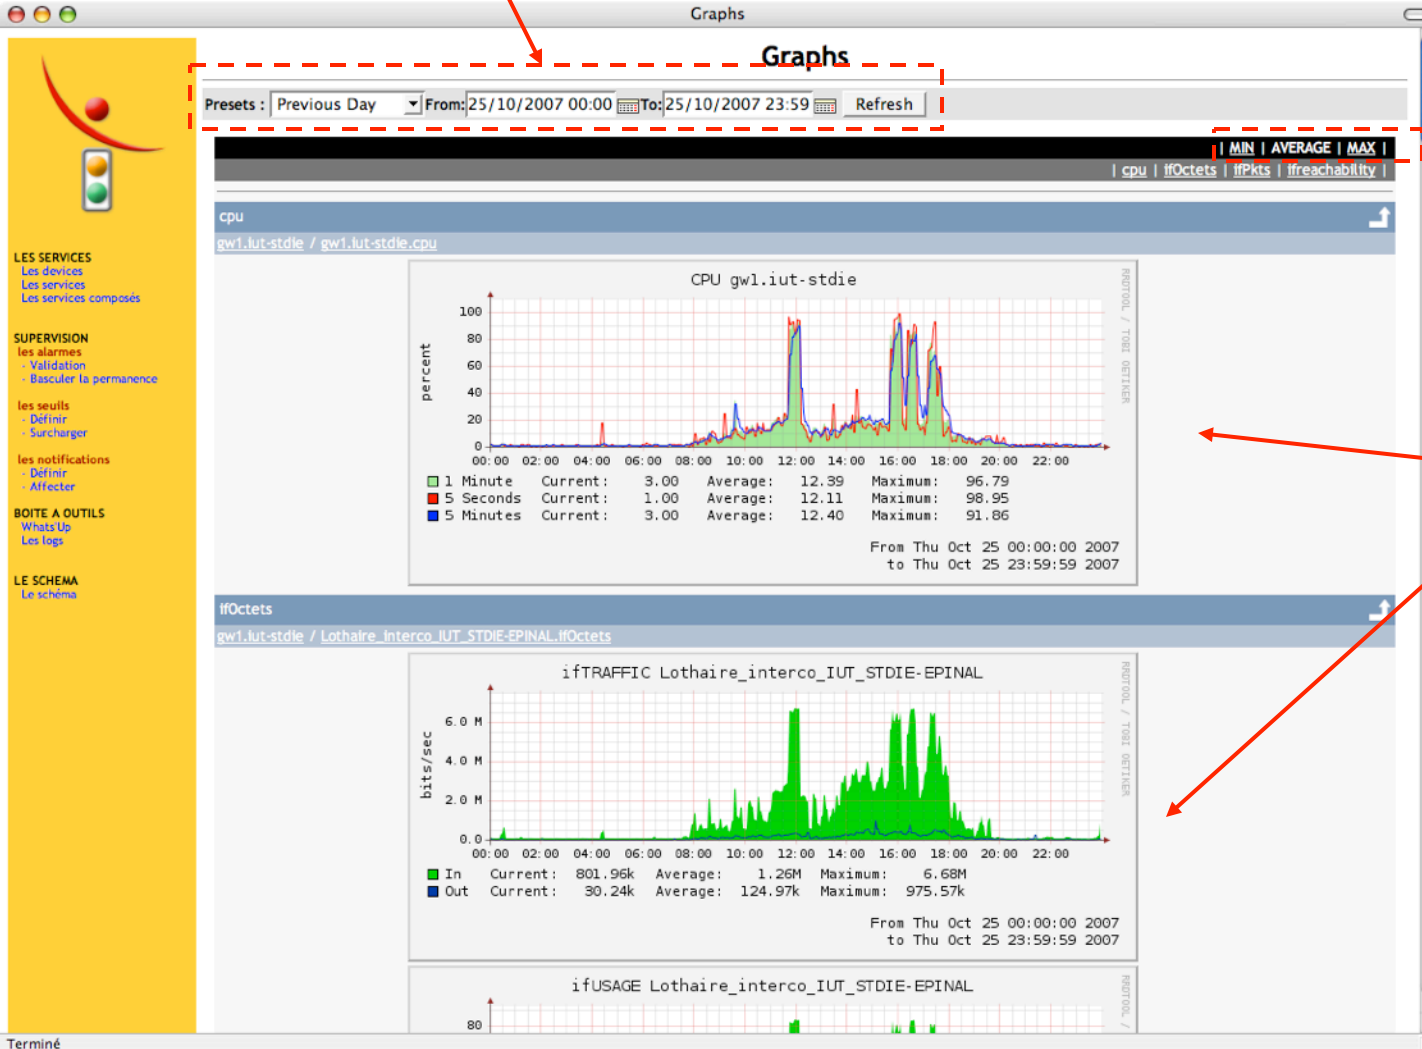 Graphs
Graphs
Presets : Previous Day From: 25/10/2007 00:00 To: 25/10/2007 23:59 Refresh
| MIN | AVERAGE | MAX |
| cpu | ifOctets | ifPkts | ifreachability |
LES SERVICES
Les devices
Les services
Les services composés
SUPERVISION
les alarmes
- Validation
- Basculer la permanence
les seuils
- Définir
- Surcharger
les notifications
- Définir
- Affecter
BOITE A OUTILS
Whats'Up
Les logs
LE SCHEMA
Le schéma
cpu
gw1.iut-stdie / gw1.iut-stdie.cpu
CPU gw1.iut-stdie
RRDTOOL / TOBI OETIKER
percent
100
80
60
40
20
0
00:00 02:00 04:00 06:00 08:00 10:00 12:00 14:00 16:00 18:00 20:00 22:00
1 Minute Current: 3.00 Average: 12.39 Maximum: 96.79
5 Seconds Current: 1.00 Average: 12.11 Maximum: 98.95
5 Minutes Current: 3.00 Average: 12.40 Maximum: 91.86
From Thu Oct 25 00:00:00 2007
to Thu Oct 25 23:59:59 2007
ifOctets
gw1.iut-stdie / Lothaire_interco_IUT_STDIE-EPINAL.ifOctets
ifTRAFFIC Lothaire_interco_IUT_STDIE-EPINAL
RRDTOOL / TOBI OETIKER
bits/sec
6.0 M
4.0 M
2.0 M
0.0
00:00 02:00 04:00 06:00 08:00 10:00 12:00 14:00 16:00 18:00 20:00 22:00
In Current: 801.96k Average: 1.26M Maximum: 6.68M
Out Current: 30.24k Average: 124.97k Maximum: 975.57k
From Thu Oct 25 00:00:00 2007
to Thu Oct 25 23:59:59 2007
ifUSAGE Lothaire_interco_IUT_STDIE-EPINAL
RRDTOOL /
80
Terminé